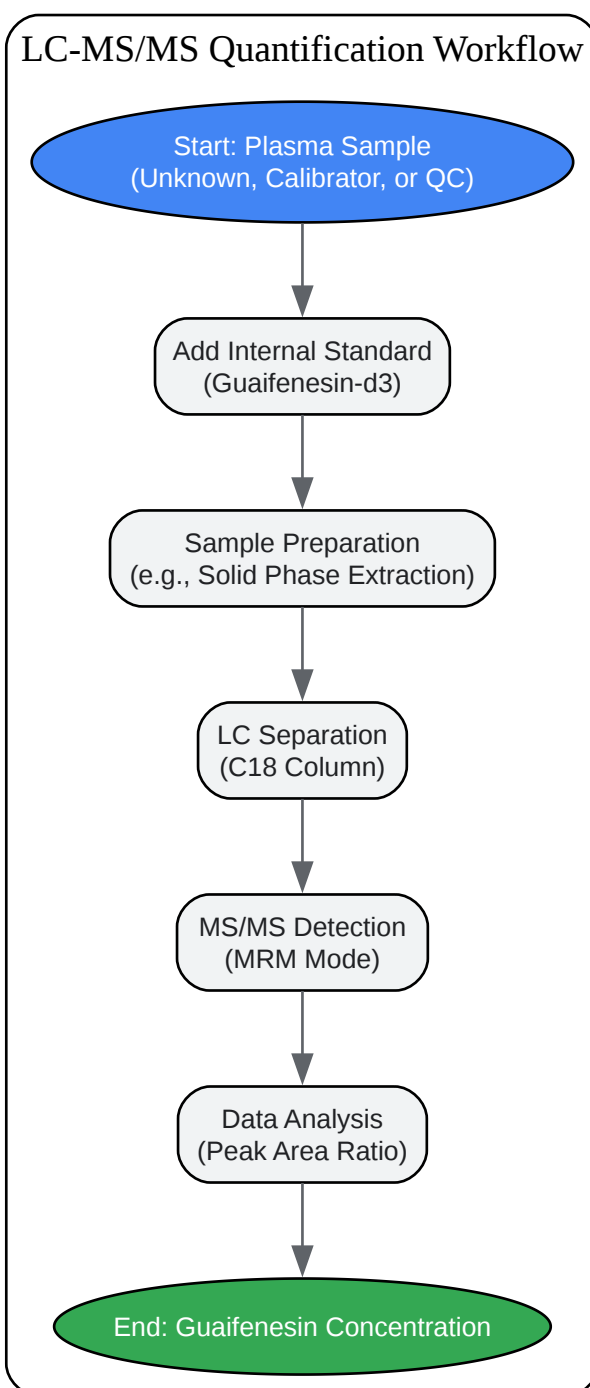 LC-MS/MS Quantification Workflow
Start: Plasma Sample
(Unknown, Calibrator, or QC)
Add Internal Standard
(Guaifenesin-d3)
Sample Preparation
(e.g., Solid Phase Extraction)
LC Separation
(C18 Column)
MS/MS Detection
(MRM Mode)
Data Analysis
(Peak Area Ratio)
End: Guaifenesin Concentration